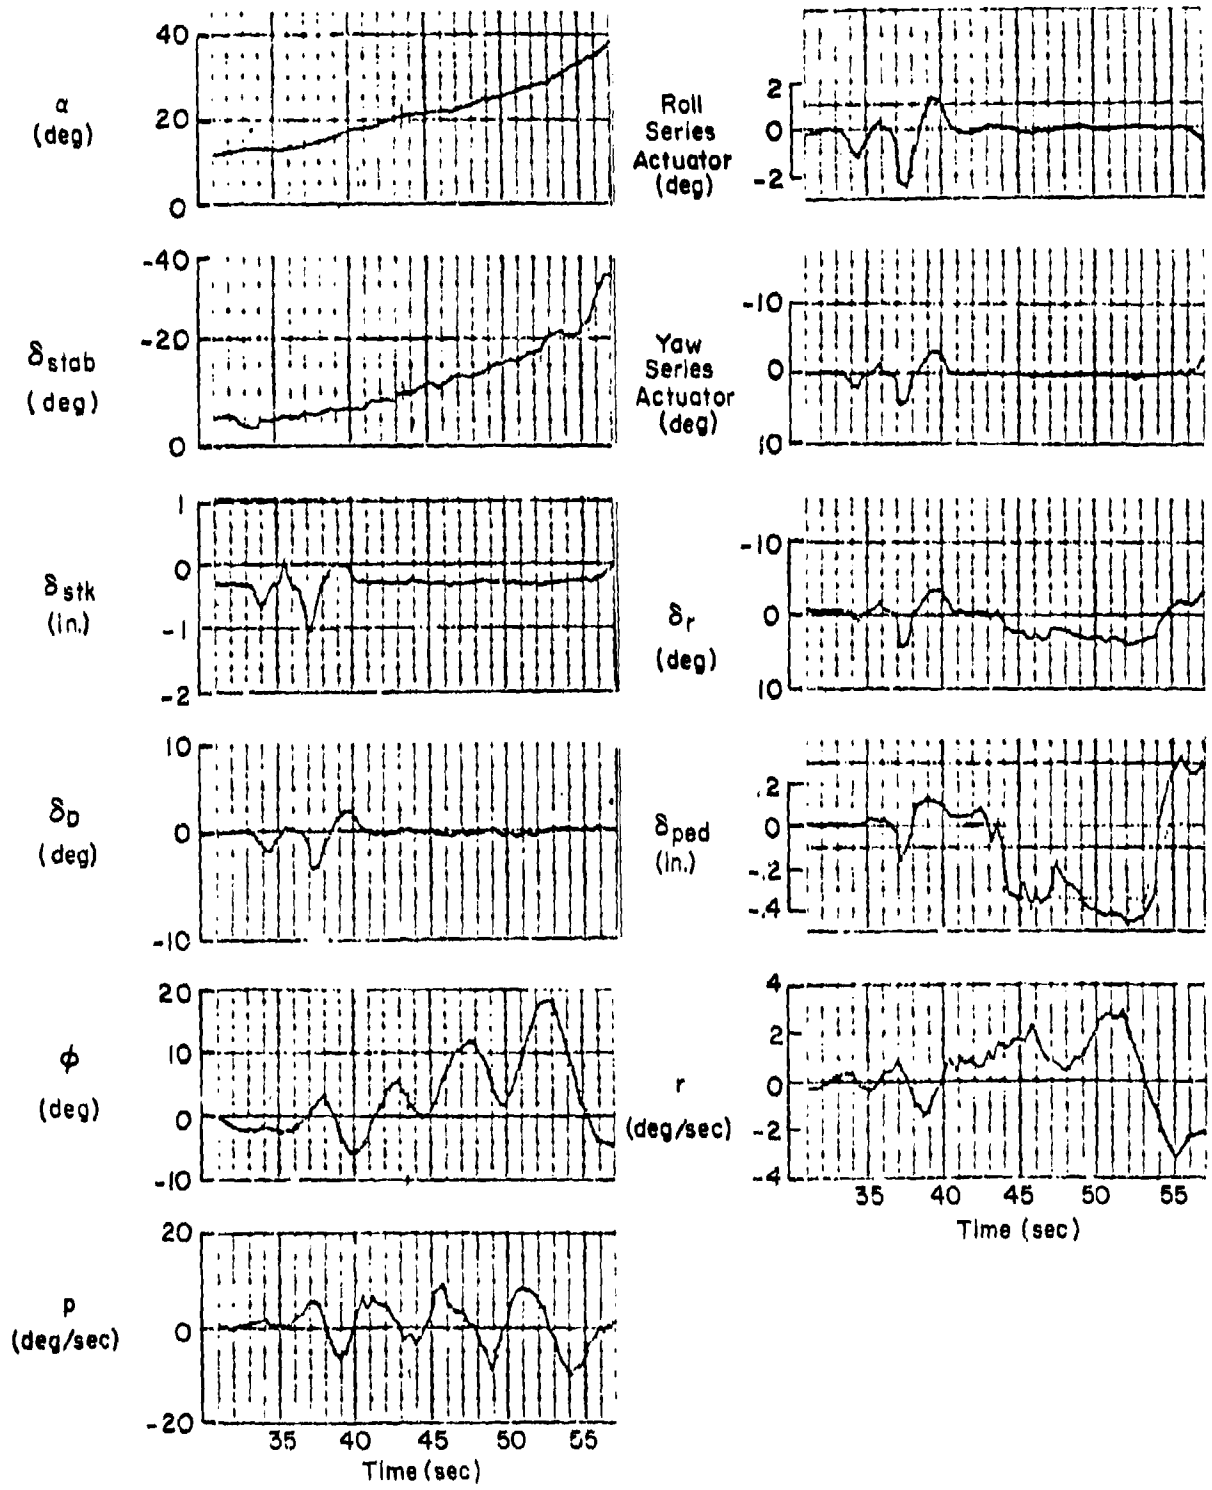 α
(deg)
40
20
0
δstab
(deg)
-40
-20
0
δstk
(in.)
1
0
-1
-2
δD
(deg)
10
0
-10
ϕ
(deg)
20
10
0
-10
p
(deg/sec)
20
0
-20
35 40 45 50 55
Time (sec)
Roll
Series
Actuator
(deg)
2
0
-2
Yaw
Series
Actuator
(deg)
-10
0
10
δr
(deg)
-10
0
10
δped
(in.)
.2
0
-.2
-.4
r
(deg/sec)
4
2
0
-2
-4
35 40 45 50 55
Time (sec)